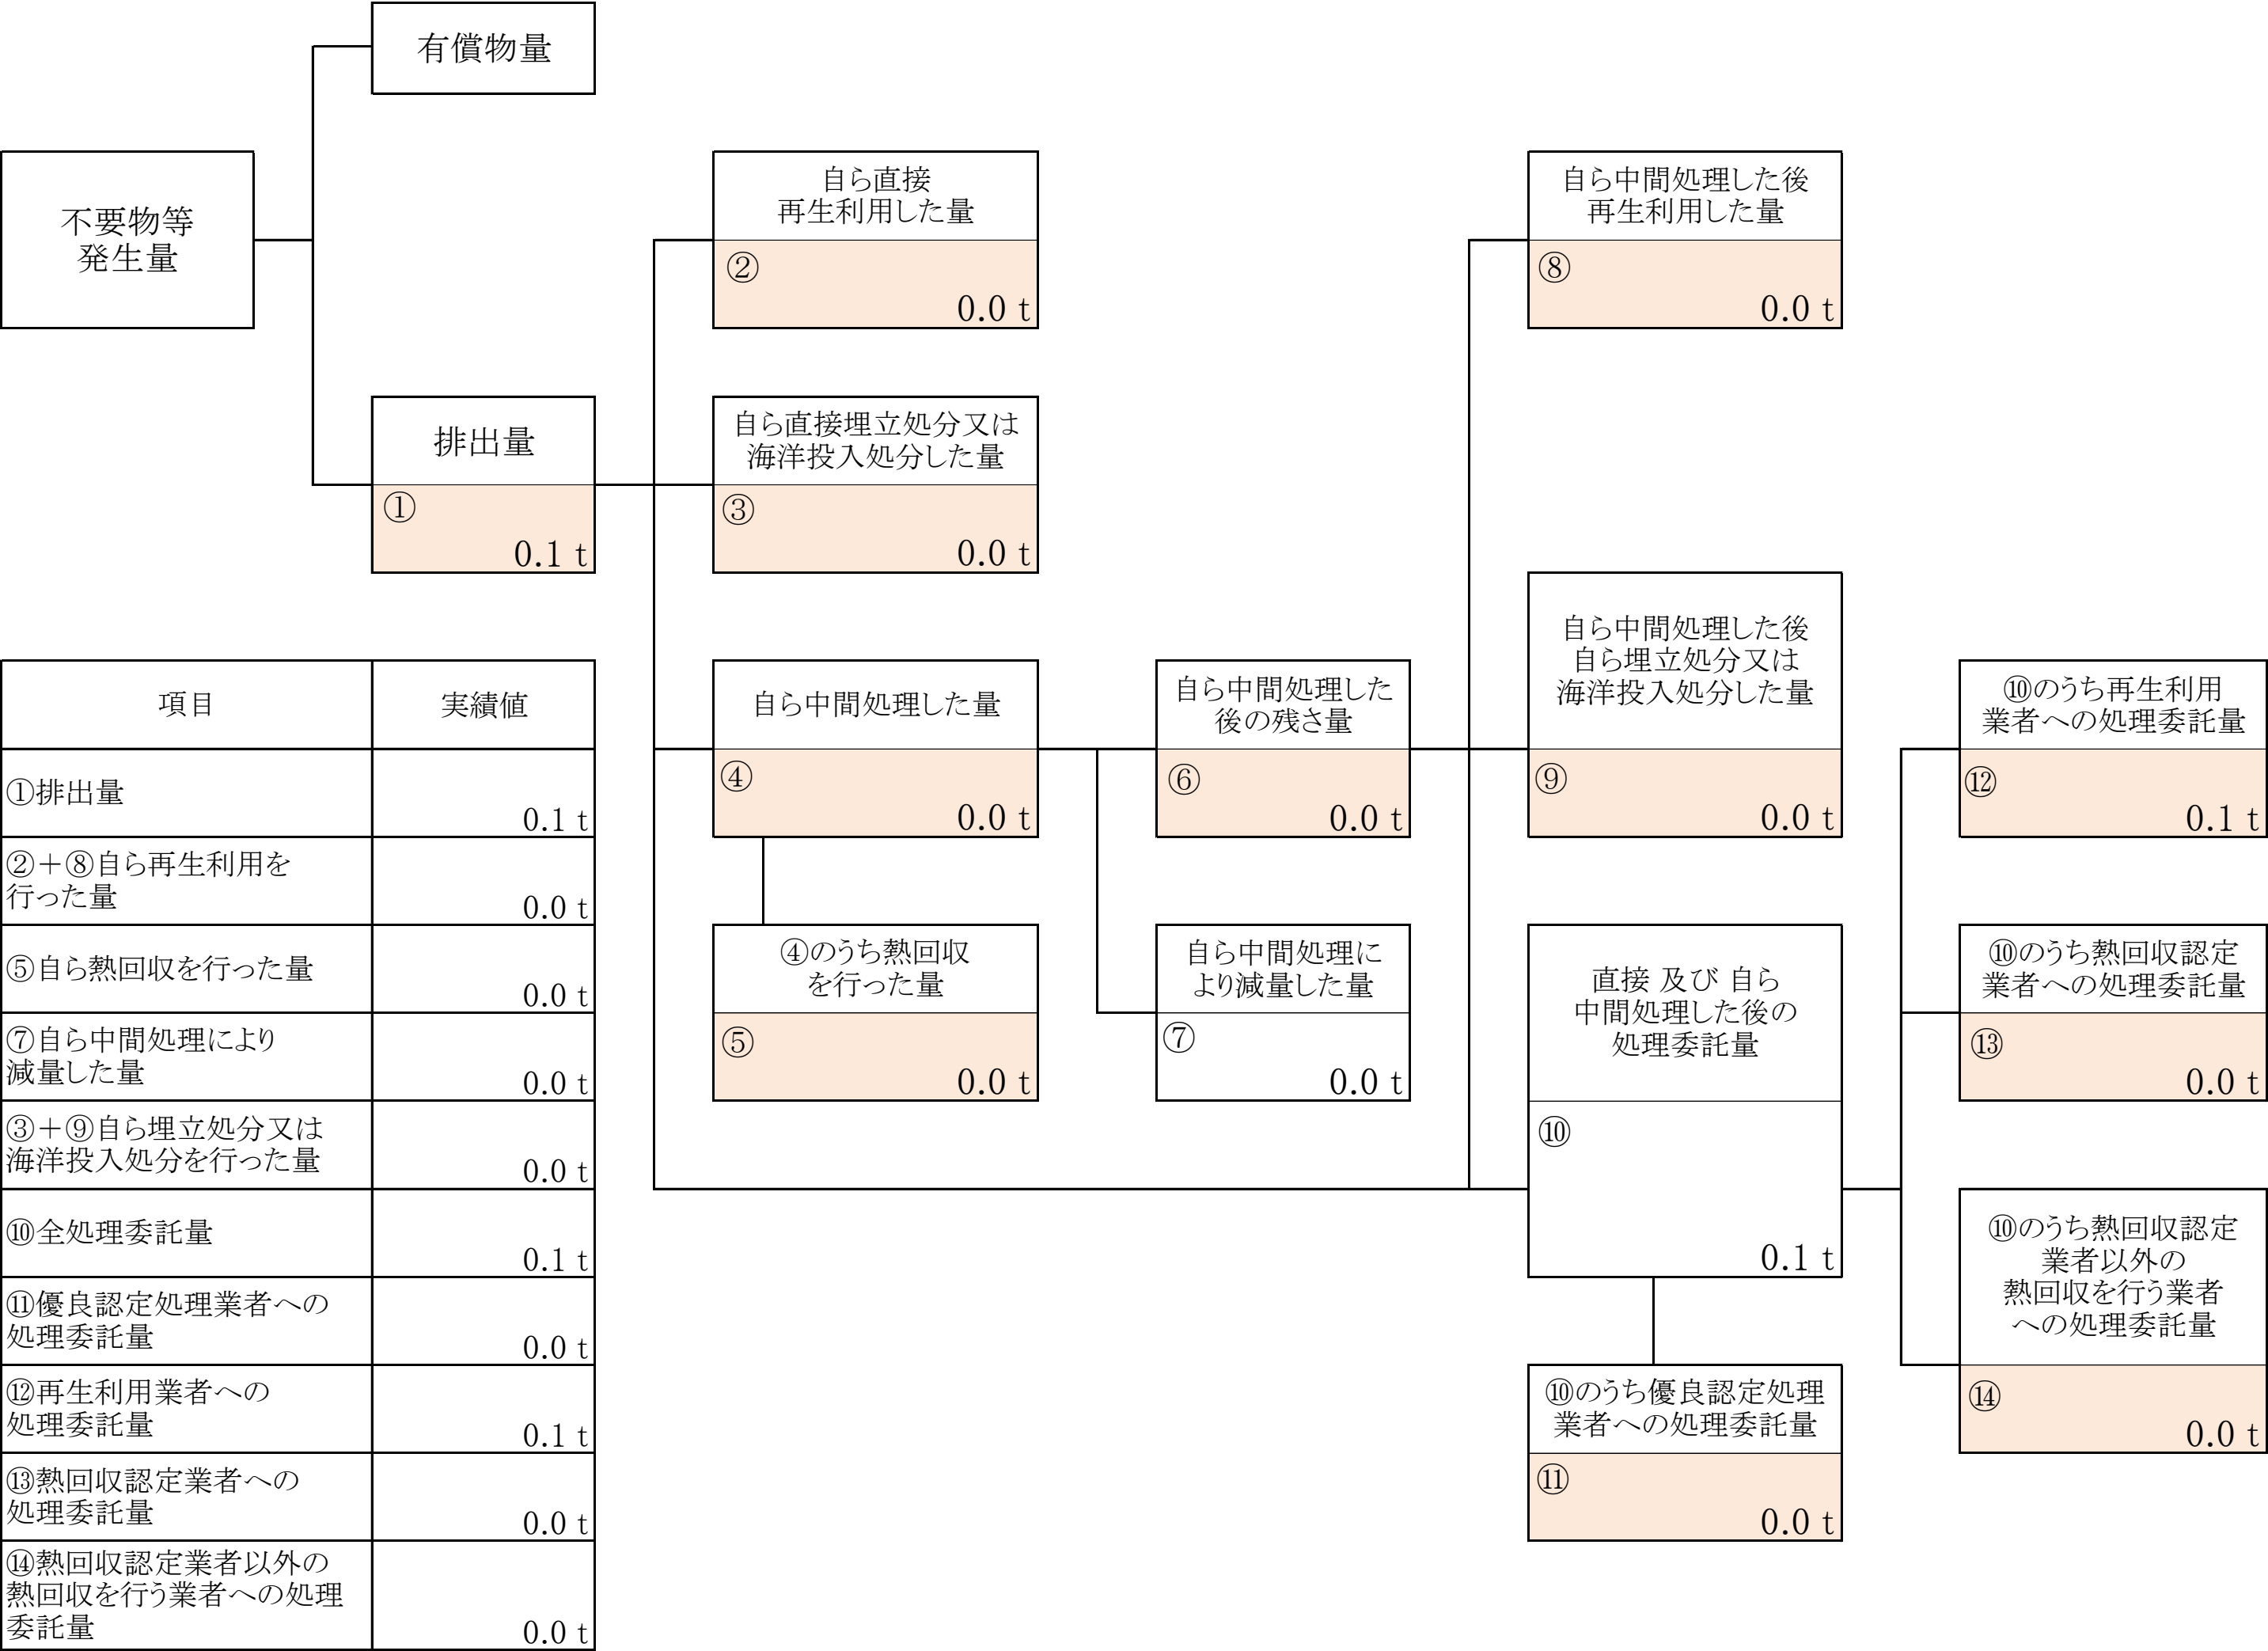 有償物量
不要物等
発生量
自ら直接
再生利用した量
②
0.0 t
自ら中間処理した後
再生利用した量
⑧
0.0 t
排出量
①
0.1 t
自ら直接埋立処分又は
海洋投入処分した量
③
0.0 t
自ら中間処理した量
④
0.0 t
自ら中間処理した
後の残さ量
⑥
0.0 t
自ら中間処理した後
自ら埋立処分又は
海洋投入処分した量
⑨
0.0 t
⑩のうち再生利用
業者への処理委託量
⑫
0.1 t
④のうち熱回収
を行った量
⑤
0.0 t
自ら中間処理に
より減量した量
⑦
0.0 t
直接 及び 自ら
中間処理した後の
処理委託量
⑩
0.1 t
⑩のうち熱回収認定
業者への処理委託量
⑬
0.0 t
⑩のうち熱回収認定
業者以外の
熱回収を行う業者
への処理委託量
⑭
0.0 t
⑩のうち優良認定処理
業者への処理委託量
⑪
0.0 t
項目 実績値
①排出量
0.1 t
②＋⑧自ら再生利用を
行った量
0.0 t
⑤自ら熱回収を行った量
0.0 t
⑦自ら中間処理により
減量した量
0.0 t
③＋⑨自ら埋立処分又は
海洋投入処分を行った量
0.0 t
⑩全処理委託量
0.1 t
⑪優良認定処理業者への
処理委託量
0.0 t
⑫再生利用業者への
処理委託量
0.1 t
⑬熱回収認定業者への
処理委託量
0.0 t
⑭熱回収認定業者以外の
熱回収を行う業者への処理
委託量
0.0 t